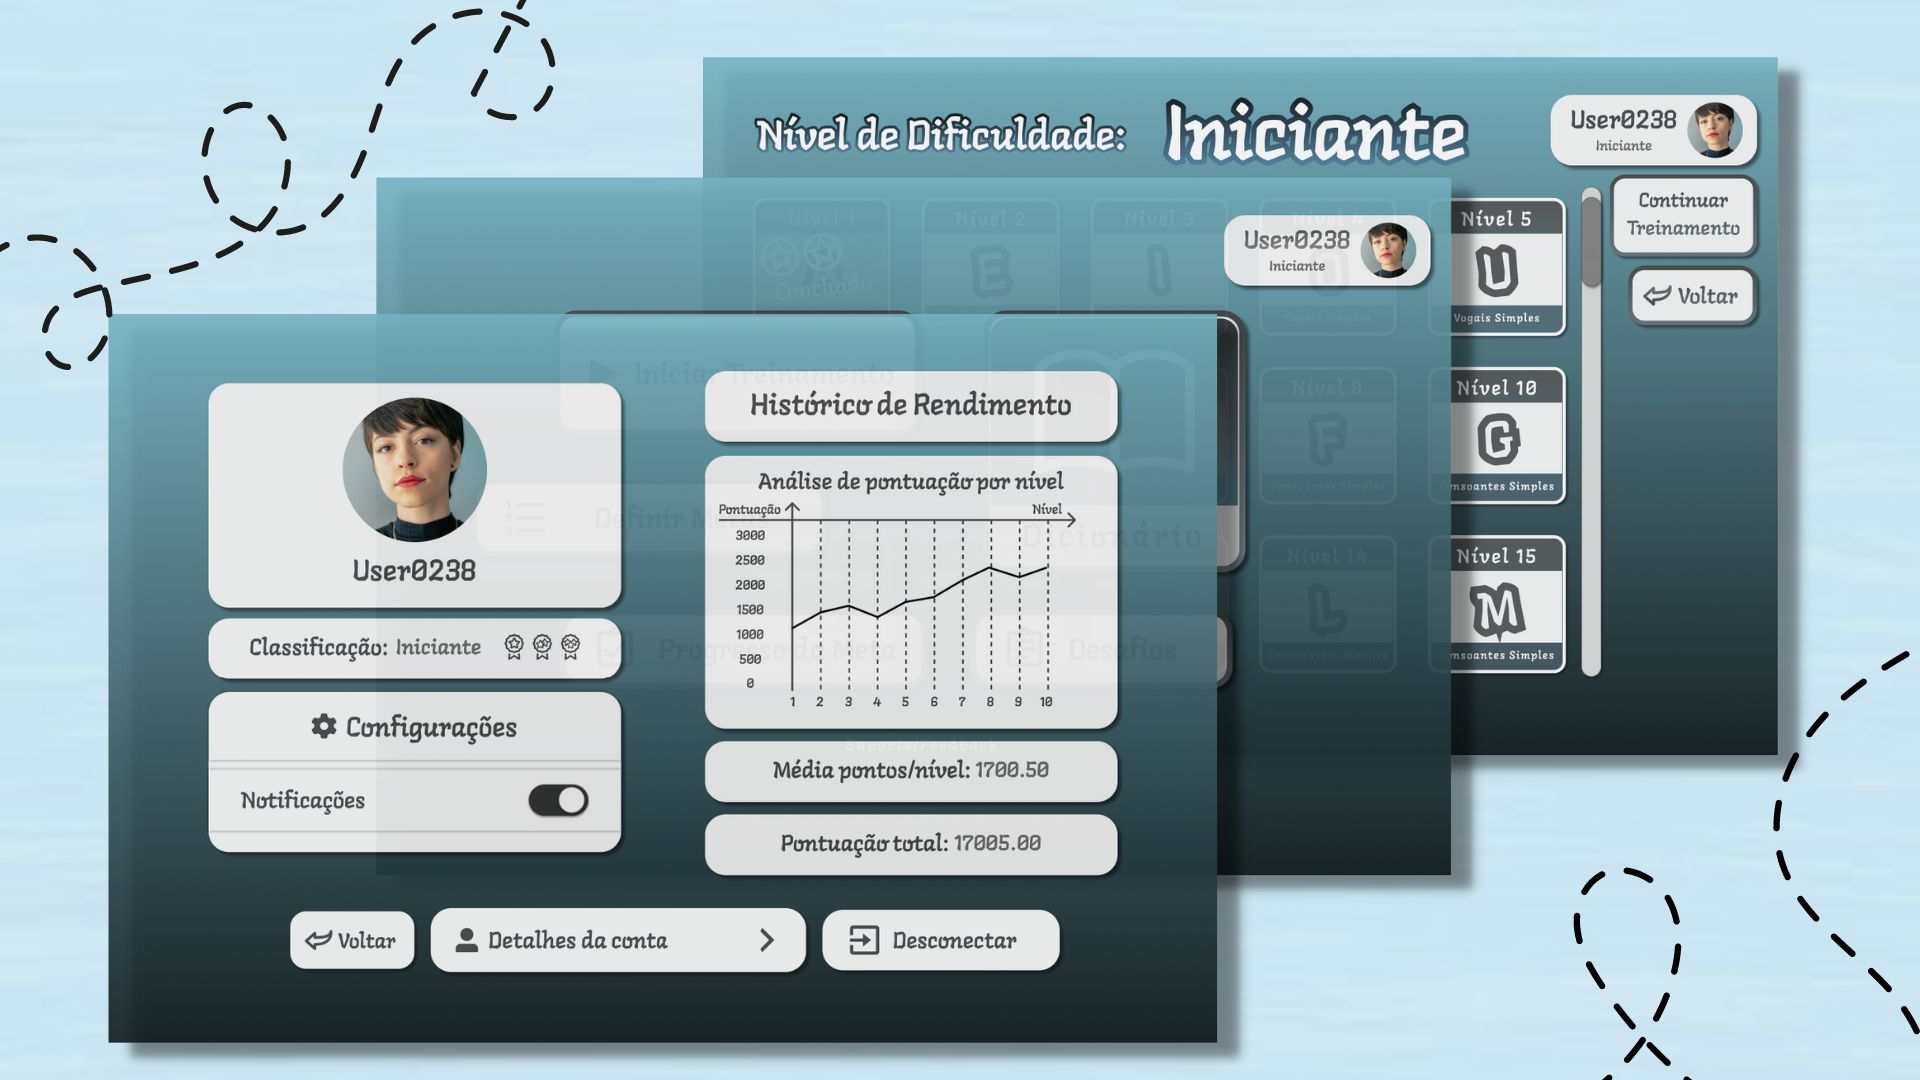 Nível de Dificuldade: Iniciante
User0238
Iniciante
Continuar
Treinamento
Voltar
Nível 1
Nível 2
Nível 3
Nível 4
Nível 5
Concluído
E
I
O
U
Vogais Simples
Vogais Simples
Nível 9
Nível 10
F
G
Consoantes Simples
Consoantes Simples
Nível 14
Nível 15
L
M
Consoantes Simples
Consoantes Simples
User0238
Iniciante
Iniciar Treinamento
Definir Metas
Dicionário
Progresso da Meta
Desafios
Suporte/Feedback
User0238
Classificação: Iniciante
Configurações
Notificações
Histórico de Rendimento
Análise de pontuação por nível
Pontuação
Nível
3000
2500
2000
1500
1000
500
0
1 2 3 4 5 6 7 8 9 10
Média pontos/nível: 1700.50
Pontuação total: 17005.00
Voltar
Detalhes da conta
Desconectar